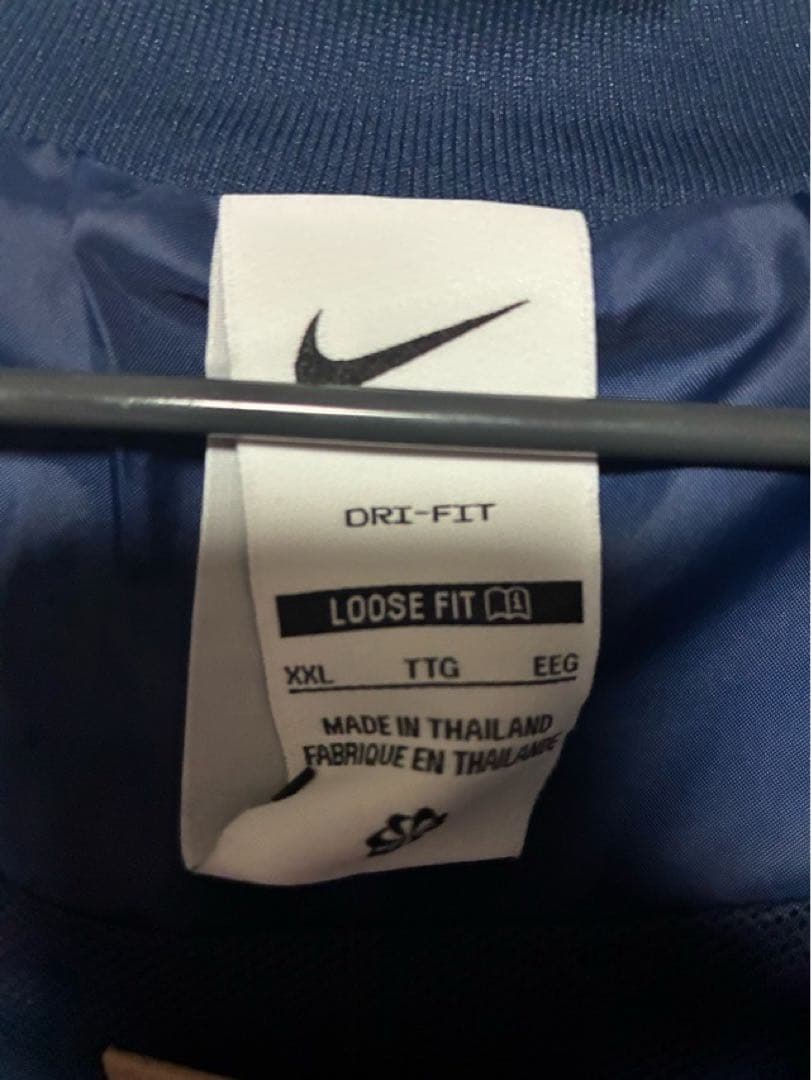 DRI-FIT
LOOSE FIT
XXL TTG EEG
MADE IN THAILAND
FABRIQUE EN THAILANDE